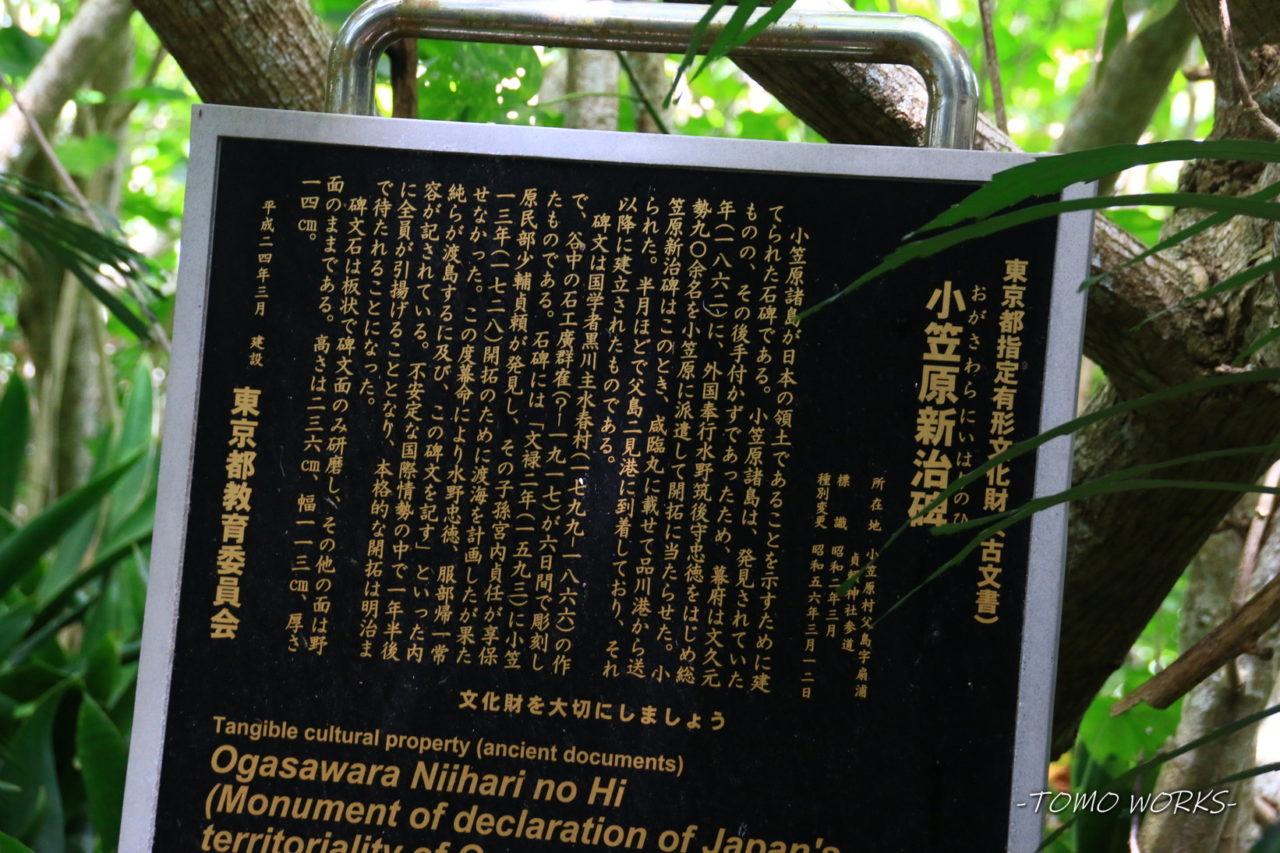 東京都指定有形文化財 古文書）
おがさわらにいは のひ
小笠原新治碑
所在地 小笠原村父島字扇浦
貞 神社参道
標識 昭和二年三月
種別変更 昭和五六年三月一二日
小笠原諸島が日本の領土であることを示すために建
てられた石碑である。小笠原諸島は、発見されていた
ものの、その後手付かずであったため、幕府は文久元
年（一八六二）に、外国奉行水野筑後守忠徳をはじめ総
勢九〇余名を小笠原に派遣して開拓に当たらせた。小
笠原新治碑はこのとき、咸臨丸に載せて品川港から送
られた。半月ほどで父島二見港に到着しており、それ
以降に建立されたものである。
碑文は国学者黒川主水春村（一七九九－一八六六）の作
で、谷中の石工廣群崔（？－一九一七）が六日間で彫刻し
たものである。石碑には「文禄二年（一五九三）に小笠
原民部少輔貞頼が発見し、その子孫宮内貞任が享保
一三年（一七二八）開拓のために渡海を計画したが果た
せなかった。この度幕命により水野忠徳、服部帰一常
純らが渡島するに及び、この碑文を記す」といった内
容が記されている。不安定な国際情勢の中で一年半後
に全員が引揚げることとなり、本格的な開拓は明治ま
で待たれることになった。
碑文石は板状で碑文面のみ研磨し、その他の面は野
面のままである。高さは二三六㎝、幅一一三㎝、厚さ
一四㎝。
平成二四年三月 建設
東京都教育委員会
文化財を大切にしましょう
Tangible cultural property (ancient documents)
Ogasawara Niihari no Hi
(Monument of declaration of Japan's
territoriality of
-TOMO WORKS-